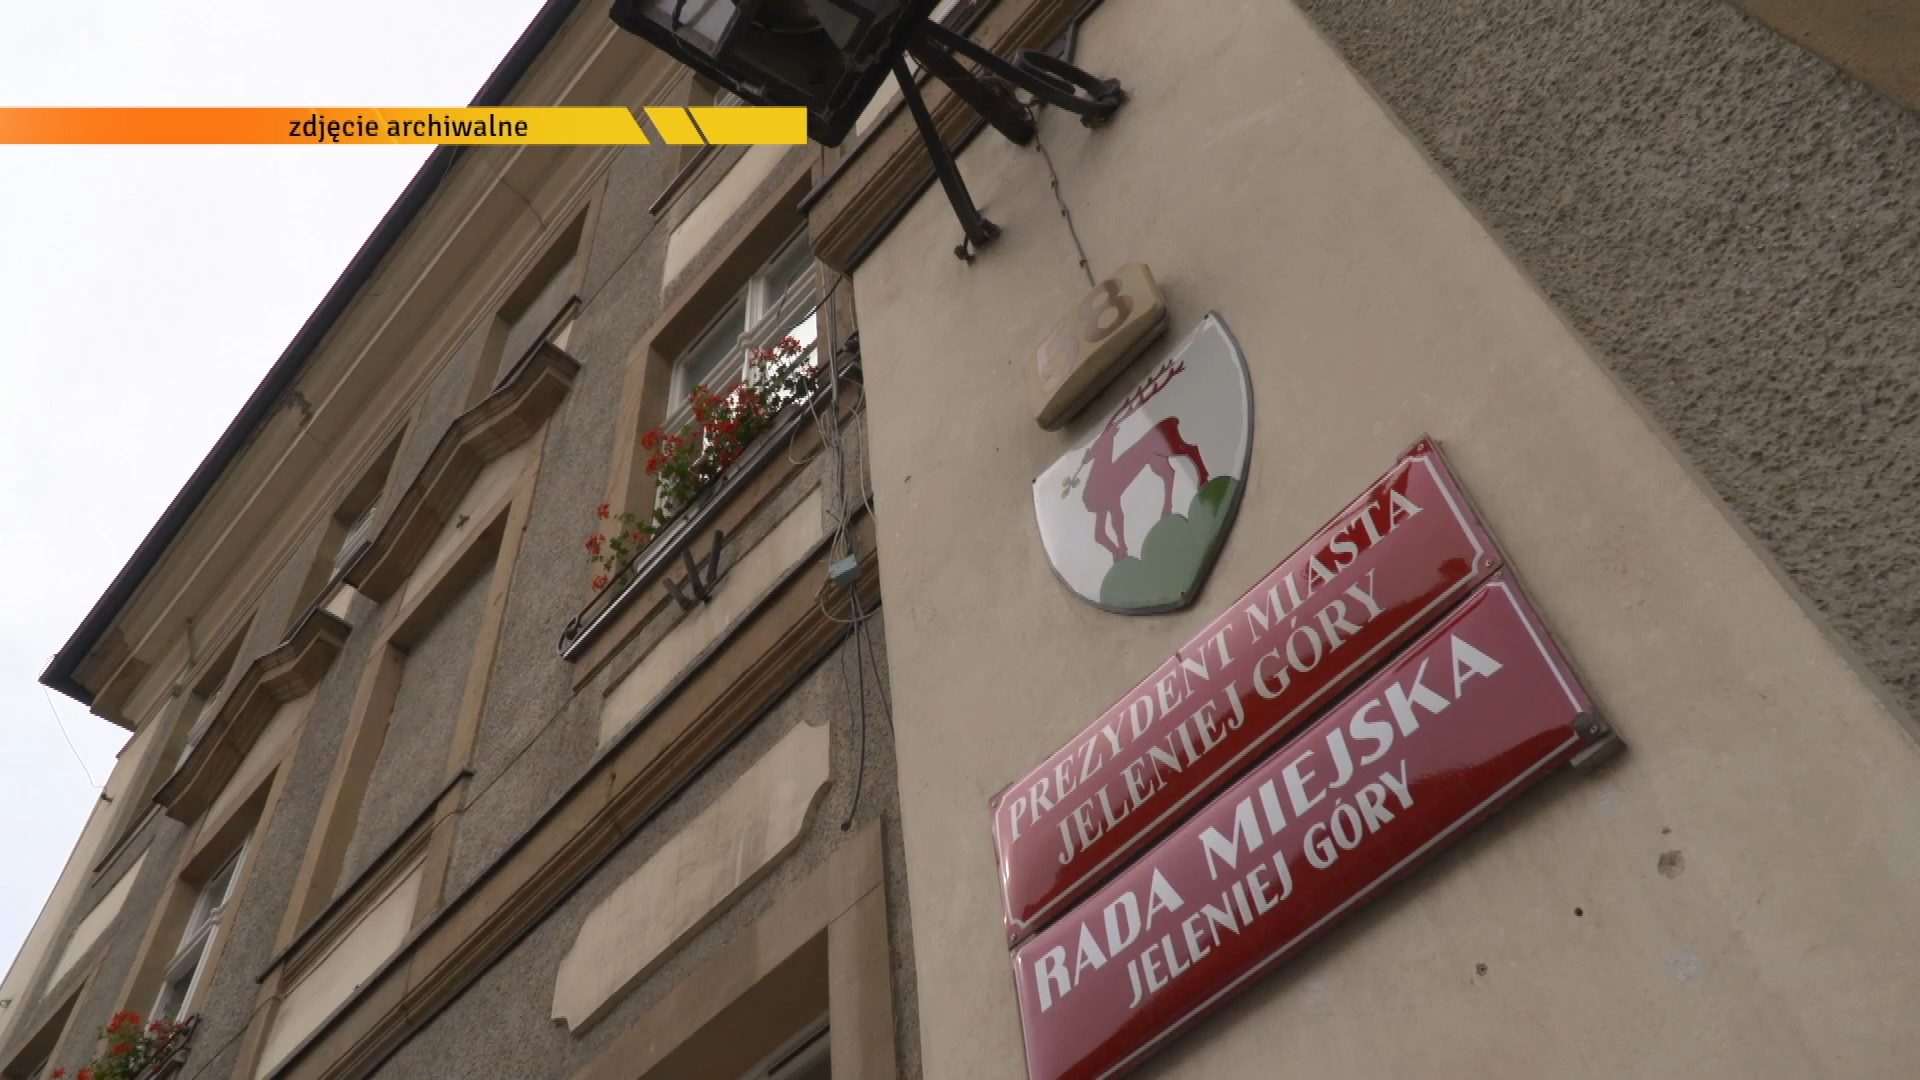 zdjęcie archiwalne
58
PREZYDENT MIASTA
JELENIEJ GÓRY
RADA MIEJSKA
JELENIEJ GÓRY